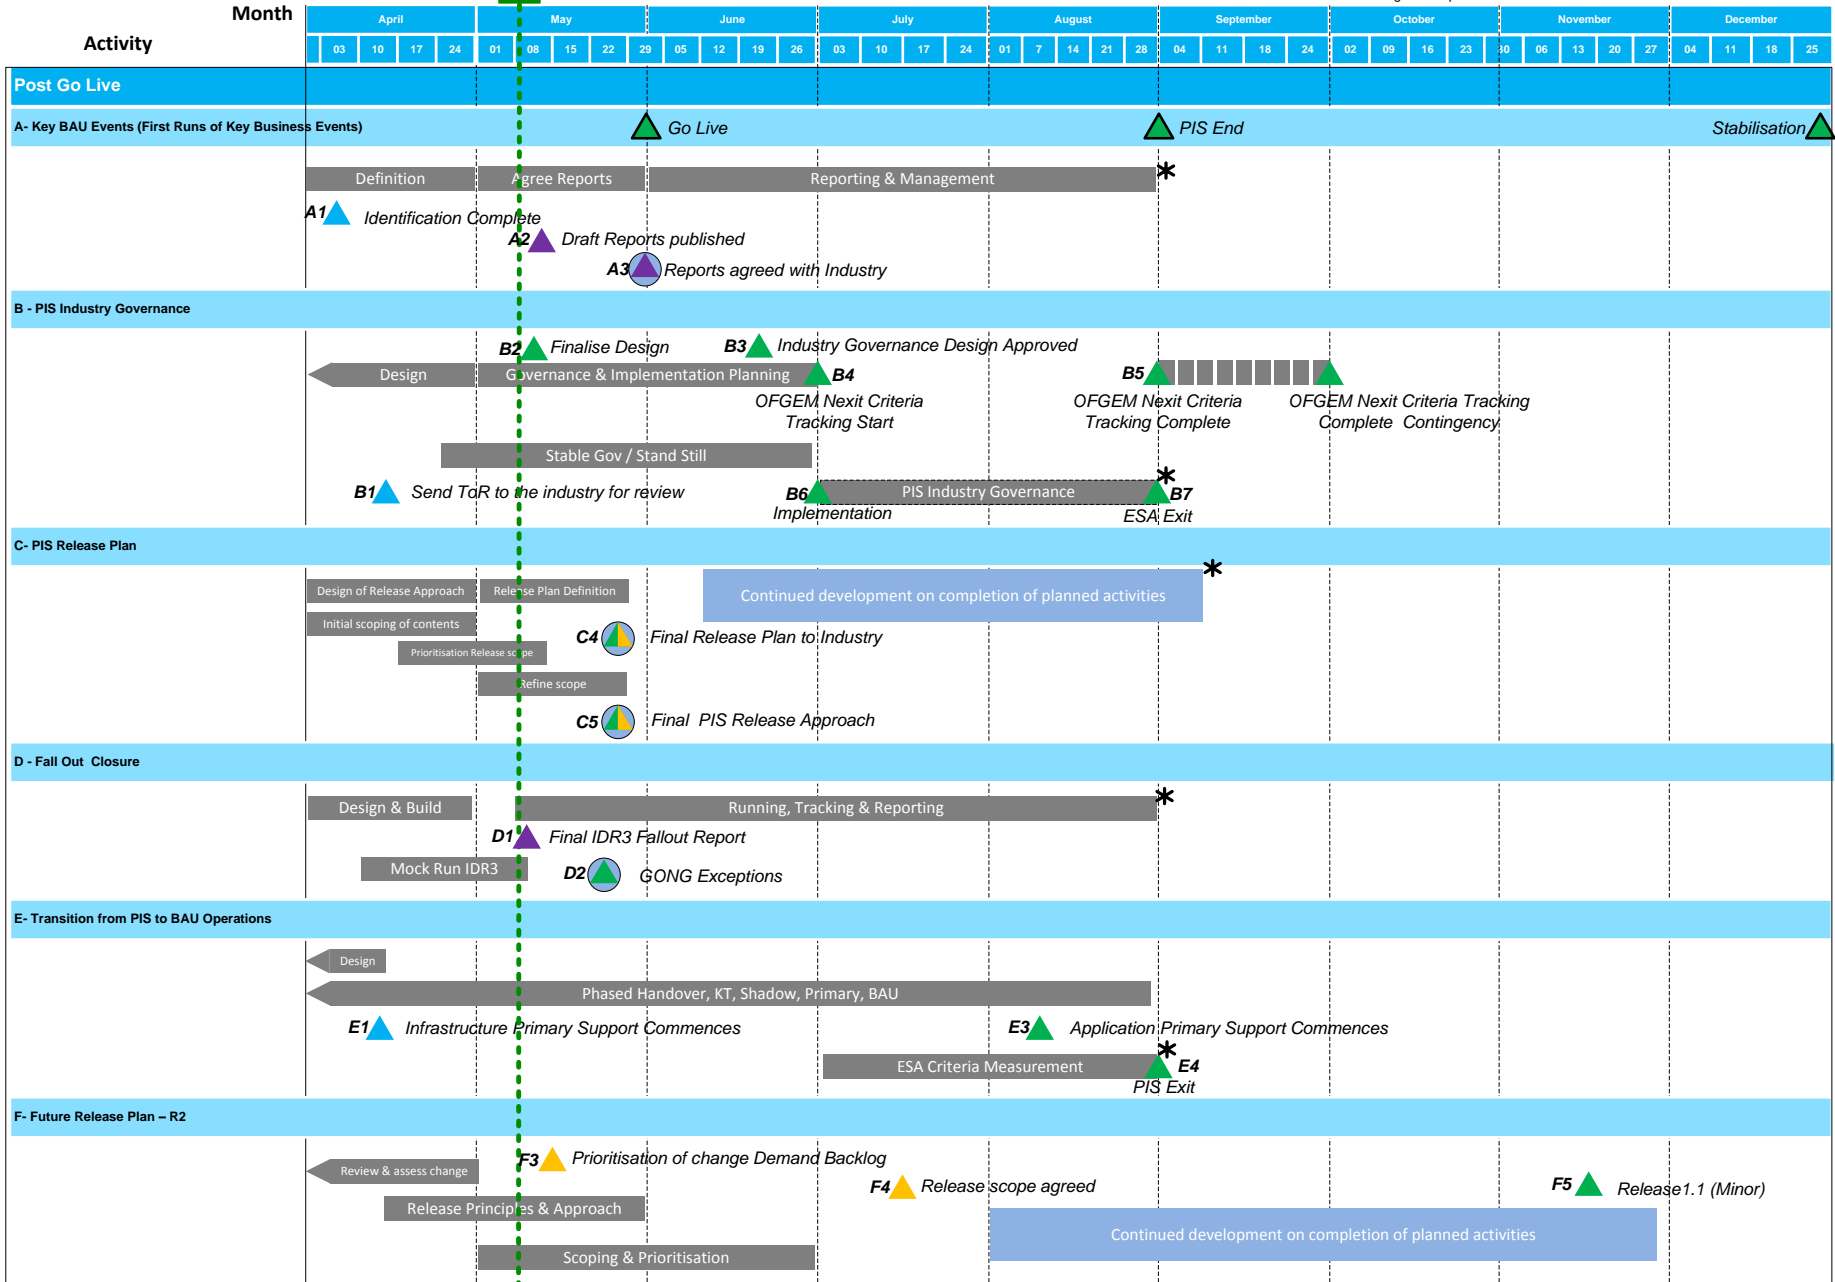 Month
April
May
June
July
August
September
October
November
December
Activity
03 10 17 24 01 08 15 22 29 05 12 19 26 03 10 17 24 01 7 14 21 28 04 11 18 24 02 09 16 23 30 06 13 20 27 04 11 18 25
Post Go Live
A- Key BAU Events (First Runs of Key Business Events)
Go Live
PIS End
Stabilisation
Definition
Agree Reports
Reporting & Management
*
A1 Identification Complete
A2 Draft Reports published
A3 Reports agreed with Industry
B - PIS Industry Governance
B2 Finalise Design
B3 Industry Governance Design Approved
Design
Governance & Implementation Planning
B4
B5
OFGEM Nexit Criteria
Tracking Start
OFGEM Nexit Criteria
Tracking Complete
OFGEM Nexit Criteria Tracking
Complete Contingency
Stable Gov / Stand Still
B1 Send ToR to the industry for review
B6
Implementation
PIS Industry Governance
*
B7
ESA Exit
C- PIS Release Plan
Design of Release Approach
Release Plan Definition
Continued development on completion of planned activities
*
Initial scoping of contents
C4 Final Release Plan to Industry
Prioritisation Release scope
Refine scope
C5 Final PIS Release Approach
D - Fall Out Closure
Design & Build
Running, Tracking & Reporting
*
D1 Final IDR3 Fallout Report
Mock Run IDR3
D2 GONG Exceptions
E- Transition from PIS to BAU Operations
Design
Phased Handover, KT, Shadow, Primary, BAU
E1 Infrastructure Primary Support Commences
E3 Application Primary Support Commences
ESA Criteria Measurement
*
E4
PIS Exit
F- Future Release Plan – R2
F3 Prioritisation of change Demand Backlog
Review & assess change
F4 Release scope agreed
F5 Release1.1 (Minor)
Release Principles & Approach
Continued development on completion of planned activities
Scoping & Prioritisation